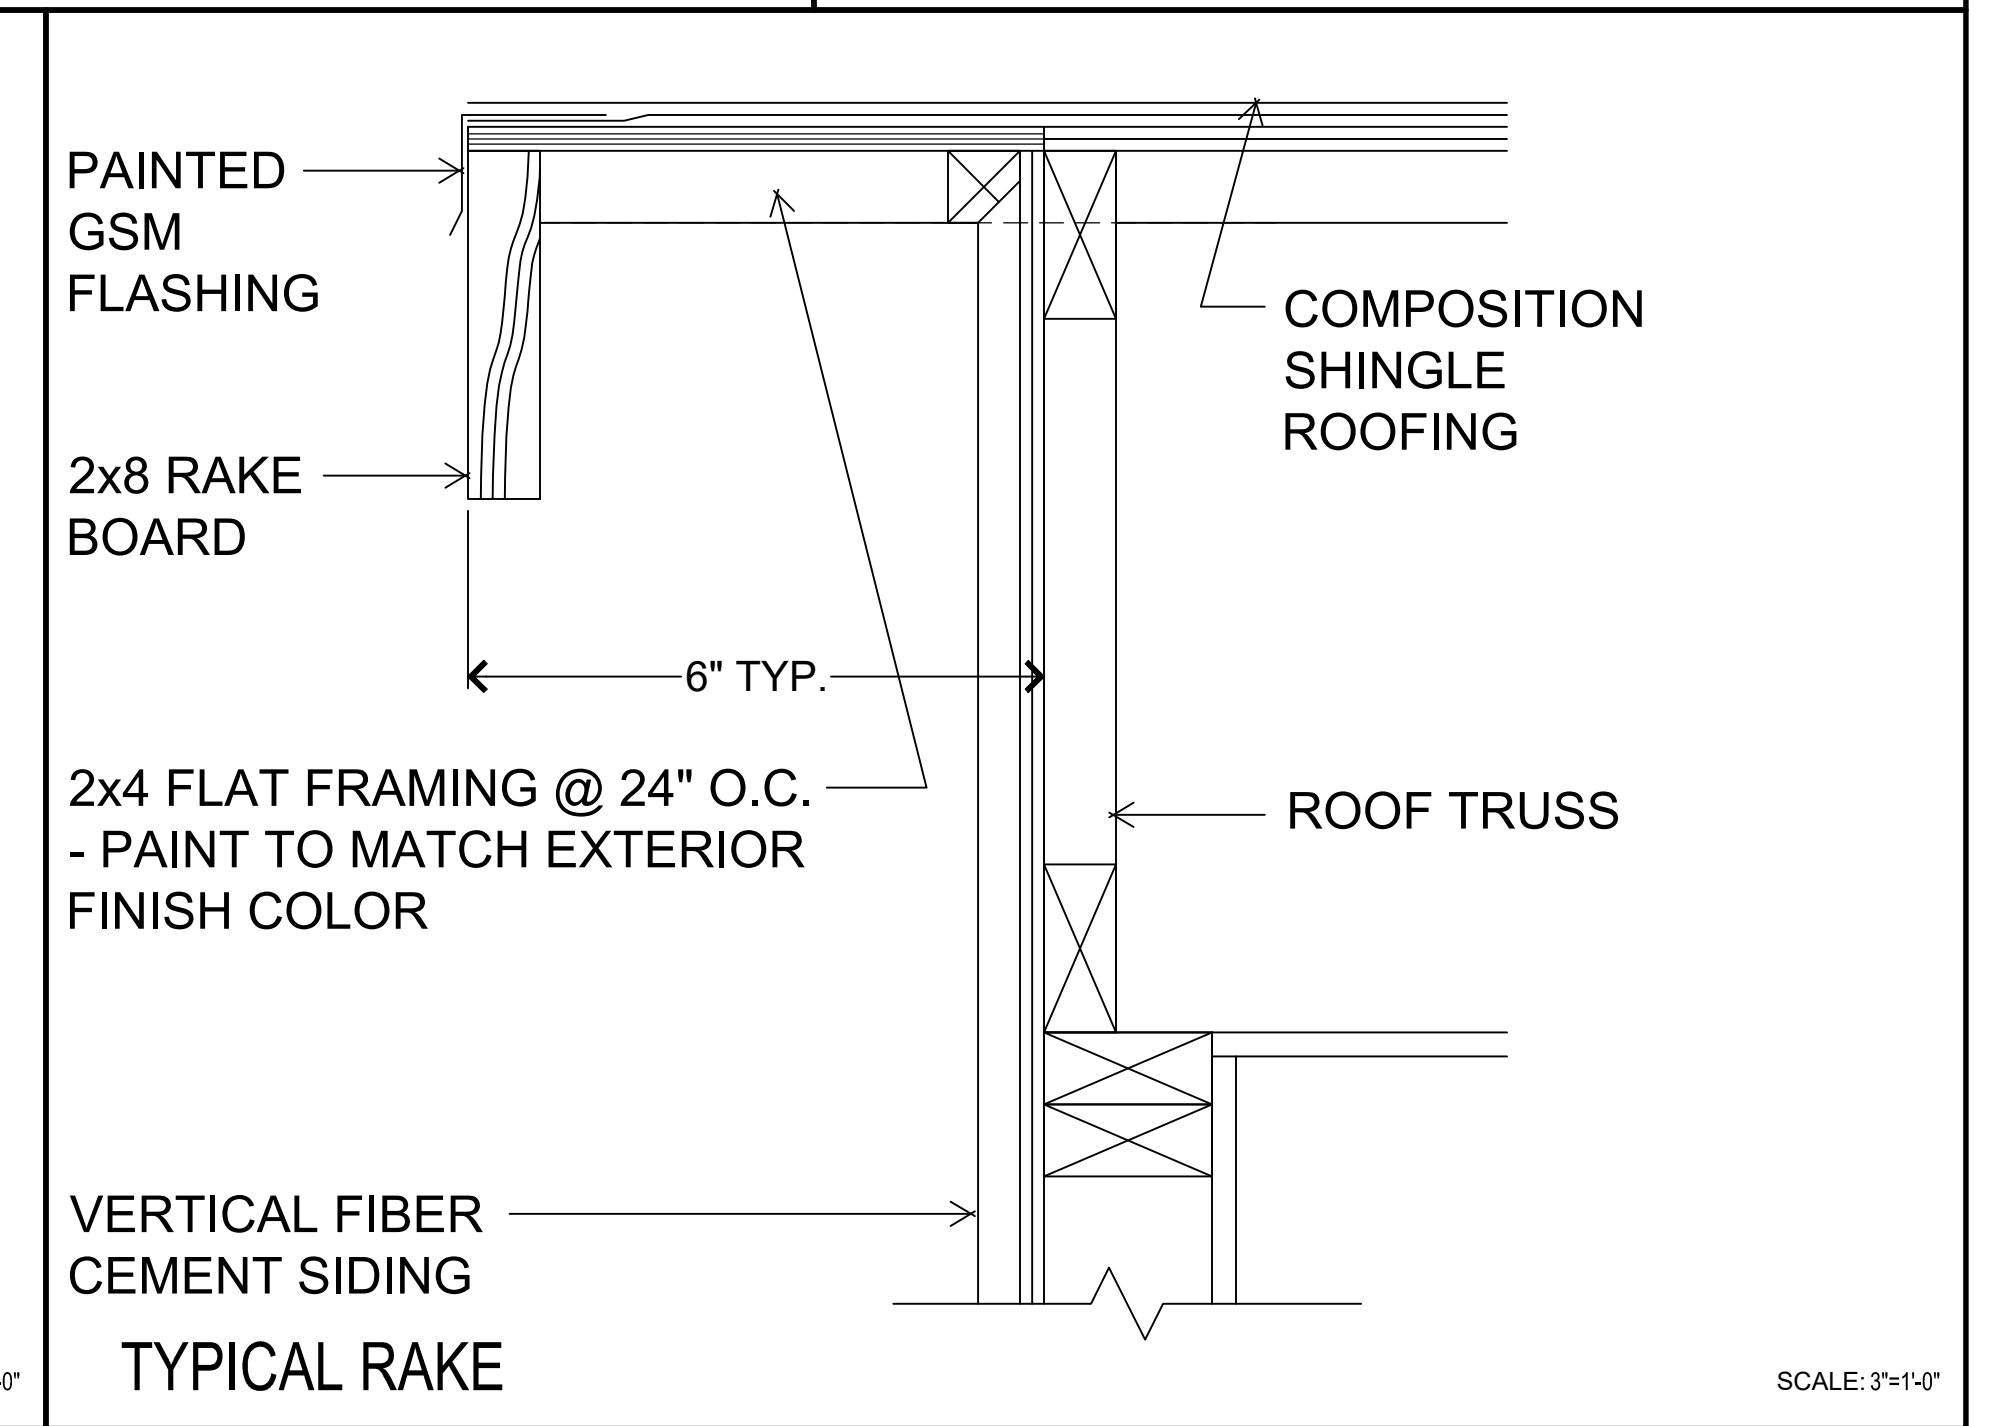 PAINTED
GSM
FLASHING
COMPOSITION
SHINGLE
ROOFING
2x8 RAKE
BOARD
6" TYP.
2x4 FLAT FRAMING @ 24" O.C.
- PAINT TO MATCH EXTERIOR
FINISH COLOR
ROOF TRUSS
VERTICAL FIBER
CEMENT SIDING
TYPICAL RAKE
-0"
SCALE: 3"=1'-0"